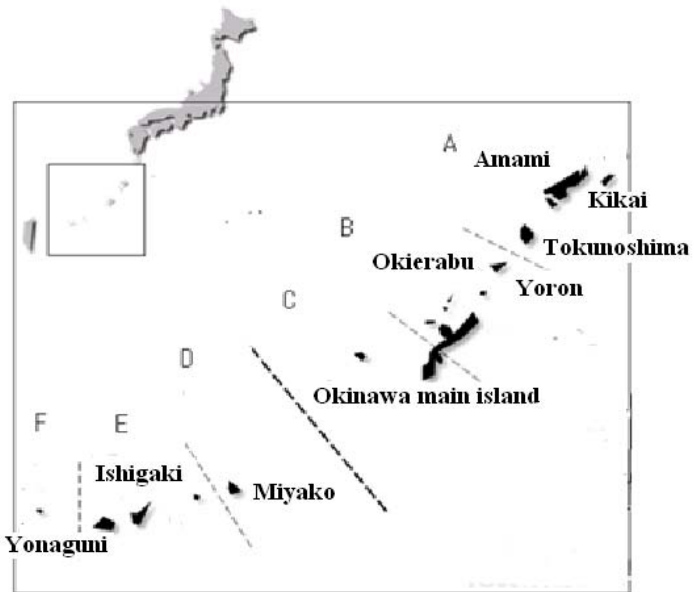 A
Amami
Kikai
B
Tokunoshima
Okierabu
Yoron
C
Okinawa main island
D
F
E
Ishigaki
Miyako
Yonaguni